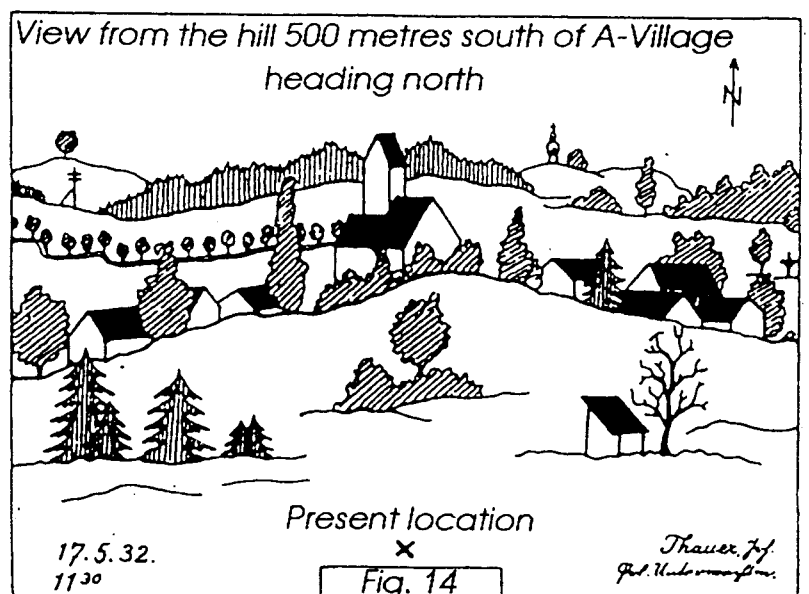 View from the hill 500 metres south of A-Village
heading north
N
Present location
17.5.32.
11 30
Thauer, Jos.
Fig. 14